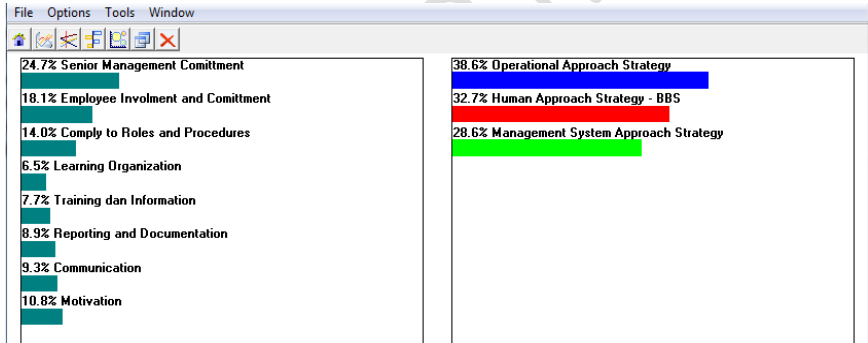 File Options Tools Window
24.7% Senior Management Comittment
18.1% Employee Involment and Comittment
14.0% Comply to Roles and Procedures
6.5% Learning Organization
7.7% Training dan Information
8.9% Reporting and Documentation
9.3% Communication
10.8% Motivation
38.6% Operational Approach Strategy
32.7% Human Approach Strategy - BBS
28.6% Management System Approach Strategy